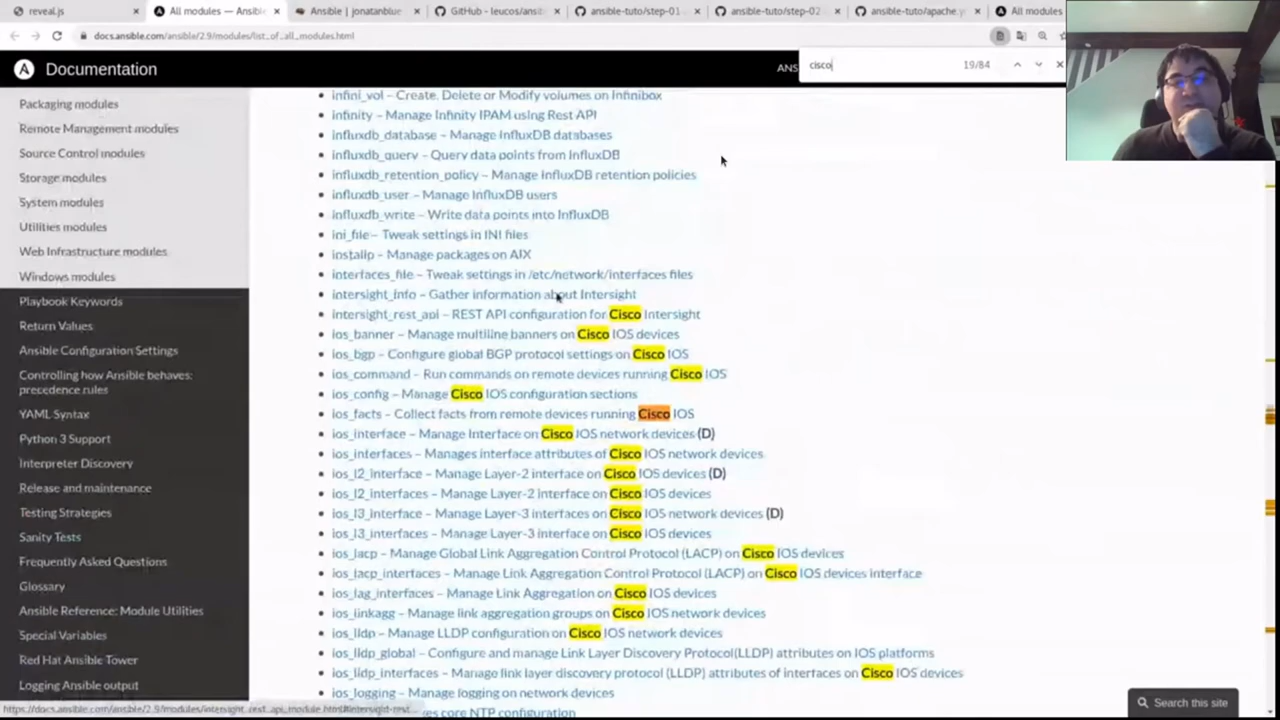 reveal.js
All modules — Ansible
Ansible | jonatanblue
GitHub - leucos/ansib
ansible-tuto/step-01
ansible-tuto/step-02
ansible-tuto/apache.y
All modules
docs.ansible.com/ansible/2.9/modules/list_of_all_modules.html
Documentation
ANS
cisco
19/84
Packaging modules
Remote Management modules
Source Control modules
Storage modules
System modules
Utilities modules
Web Infrastructure modules
Windows modules
Playbook Keywords
Return Values
Ansible Configuration Settings
Controlling how Ansible behaves:
precedence rules
YAML Syntax
Python 3 Support
Interpreter Discovery
Release and maintenance
Testing Strategies
Sanity Tests
Frequently Asked Questions
Glossary
Ansible Reference: Module Utilities
Special Variables
Red Hat Ansible Tower
Logging Ansible output
infini_vol – Create, Delete or Modify volumes on Infinibox
infinity – Manage Infinity IPAM using Rest API
influxdb_database – Manage InfluxDB databases
influxdb_query – Query data points from InfluxDB
influxdb_retention_policy – Manage InfluxDB retention policies
influxdb_user – Manage InfluxDB users
influxdb_write – Write data points into InfluxDB
ini_file – Tweak settings in INI files
installp – Manage packages on AIX
interfaces_file – Tweak settings in /etc/network/interfaces files
intersight_info – Gather information about Intersight
intersight_rest_api – REST API configuration for Cisco Intersight
ios_banner – Manage multiline banners on Cisco IOS devices
ios_bgp – Configure global BGP protocol settings on Cisco IOS
ios_command – Run commands on remote devices running Cisco IOS
ios_config – Manage Cisco IOS configuration sections
ios_facts – Collect facts from remote devices running Cisco IOS
ios_interface – Manage Interface on Cisco IOS network devices (D)
ios_interfaces – Manages interface attributes of Cisco IOS network devices
ios_l2_interface – Manage Layer-2 interface on Cisco IOS devices (D)
ios_l2_interfaces – Manage Layer-2 interface on Cisco IOS devices
ios_l3_interface – Manage Layer-3 interfaces on Cisco IOS network devices (D)
ios_l3_interfaces – Manage Layer-3 interface on Cisco IOS devices
ios_lacp – Manage Global Link Aggregation Control Protocol (LACP) on Cisco IOS devices
ios_lacp_interfaces – Manage Link Aggregation Control Protocol (LACP) on Cisco IOS devices interface
ios_lag_interfaces – Manage Link Aggregation on Cisco IOS devices
ios_linkagg – Manage link aggregation groups on Cisco IOS network devices
ios_lldp – Manage LLDP configuration on Cisco IOS network devices
ios_lldp_global – Configure and manage Link Layer Discovery Protocol(LLDP) attributes on IOS platforms
ios_lldp_interfaces – Manage link layer discovery protocol (LLDP) attributes of interfaces on Cisco IOS devices
ios_logging – Manage logging on network devices
es core NTP configuration
https://docs.ansible.com/ansible/2.9/modules/intersight_rest_api_module.html#intersight-rest...
Search this site